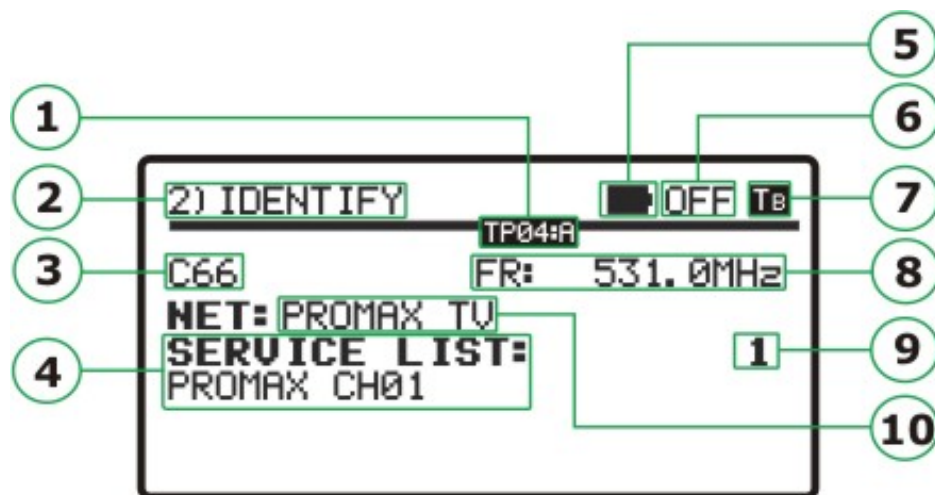 1
2
3
4
5
6
7
8
9
10
2) IDENTIFY
OFF
TB
TP04:A
C66
FR: 531.0MHz
NET: PROMAX TV
SERVICE LIST:
1
PROMAX CH01